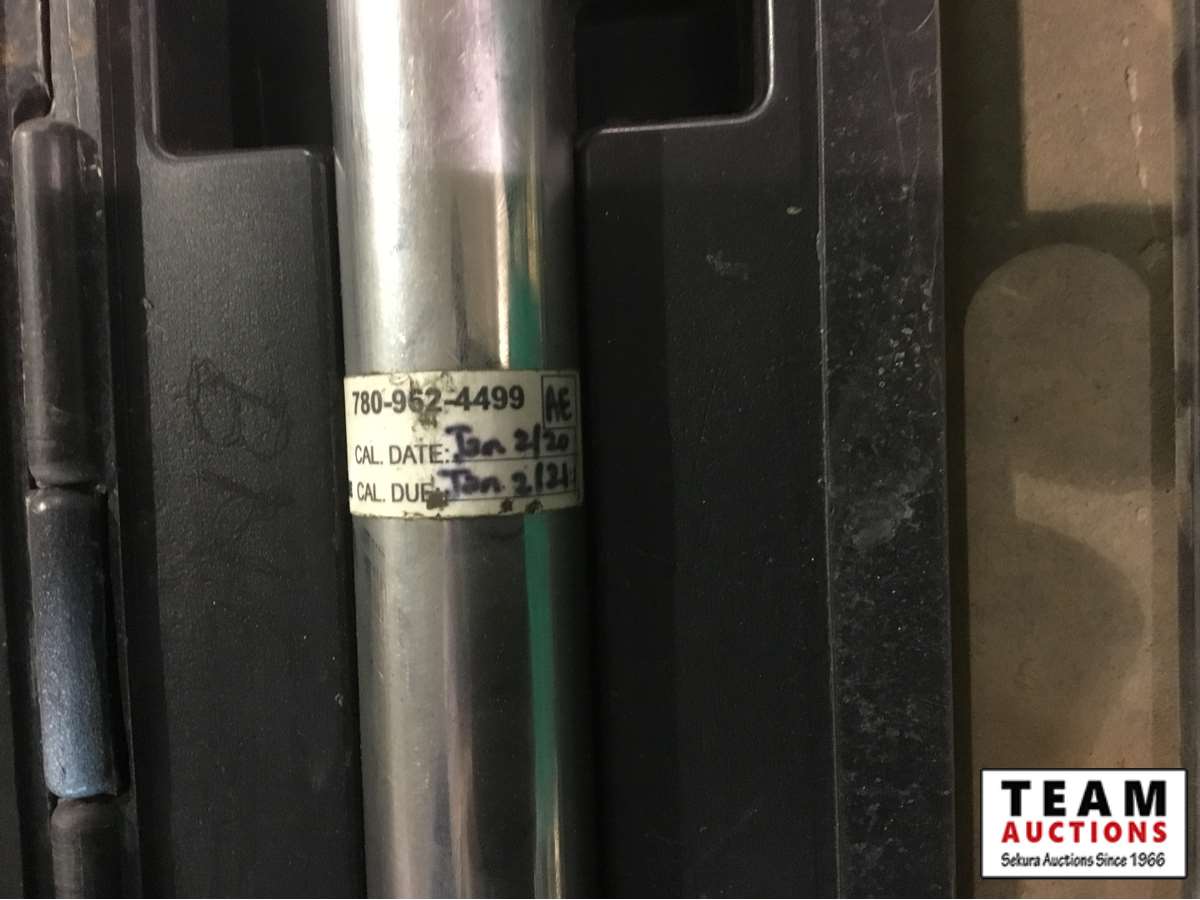 780-962-4499 AE
CAL. DATE: Jan 2/20
CAL. DUE: Jan 2/21
TEAM
AUCTIONS
Sekura Auctions Since 1966